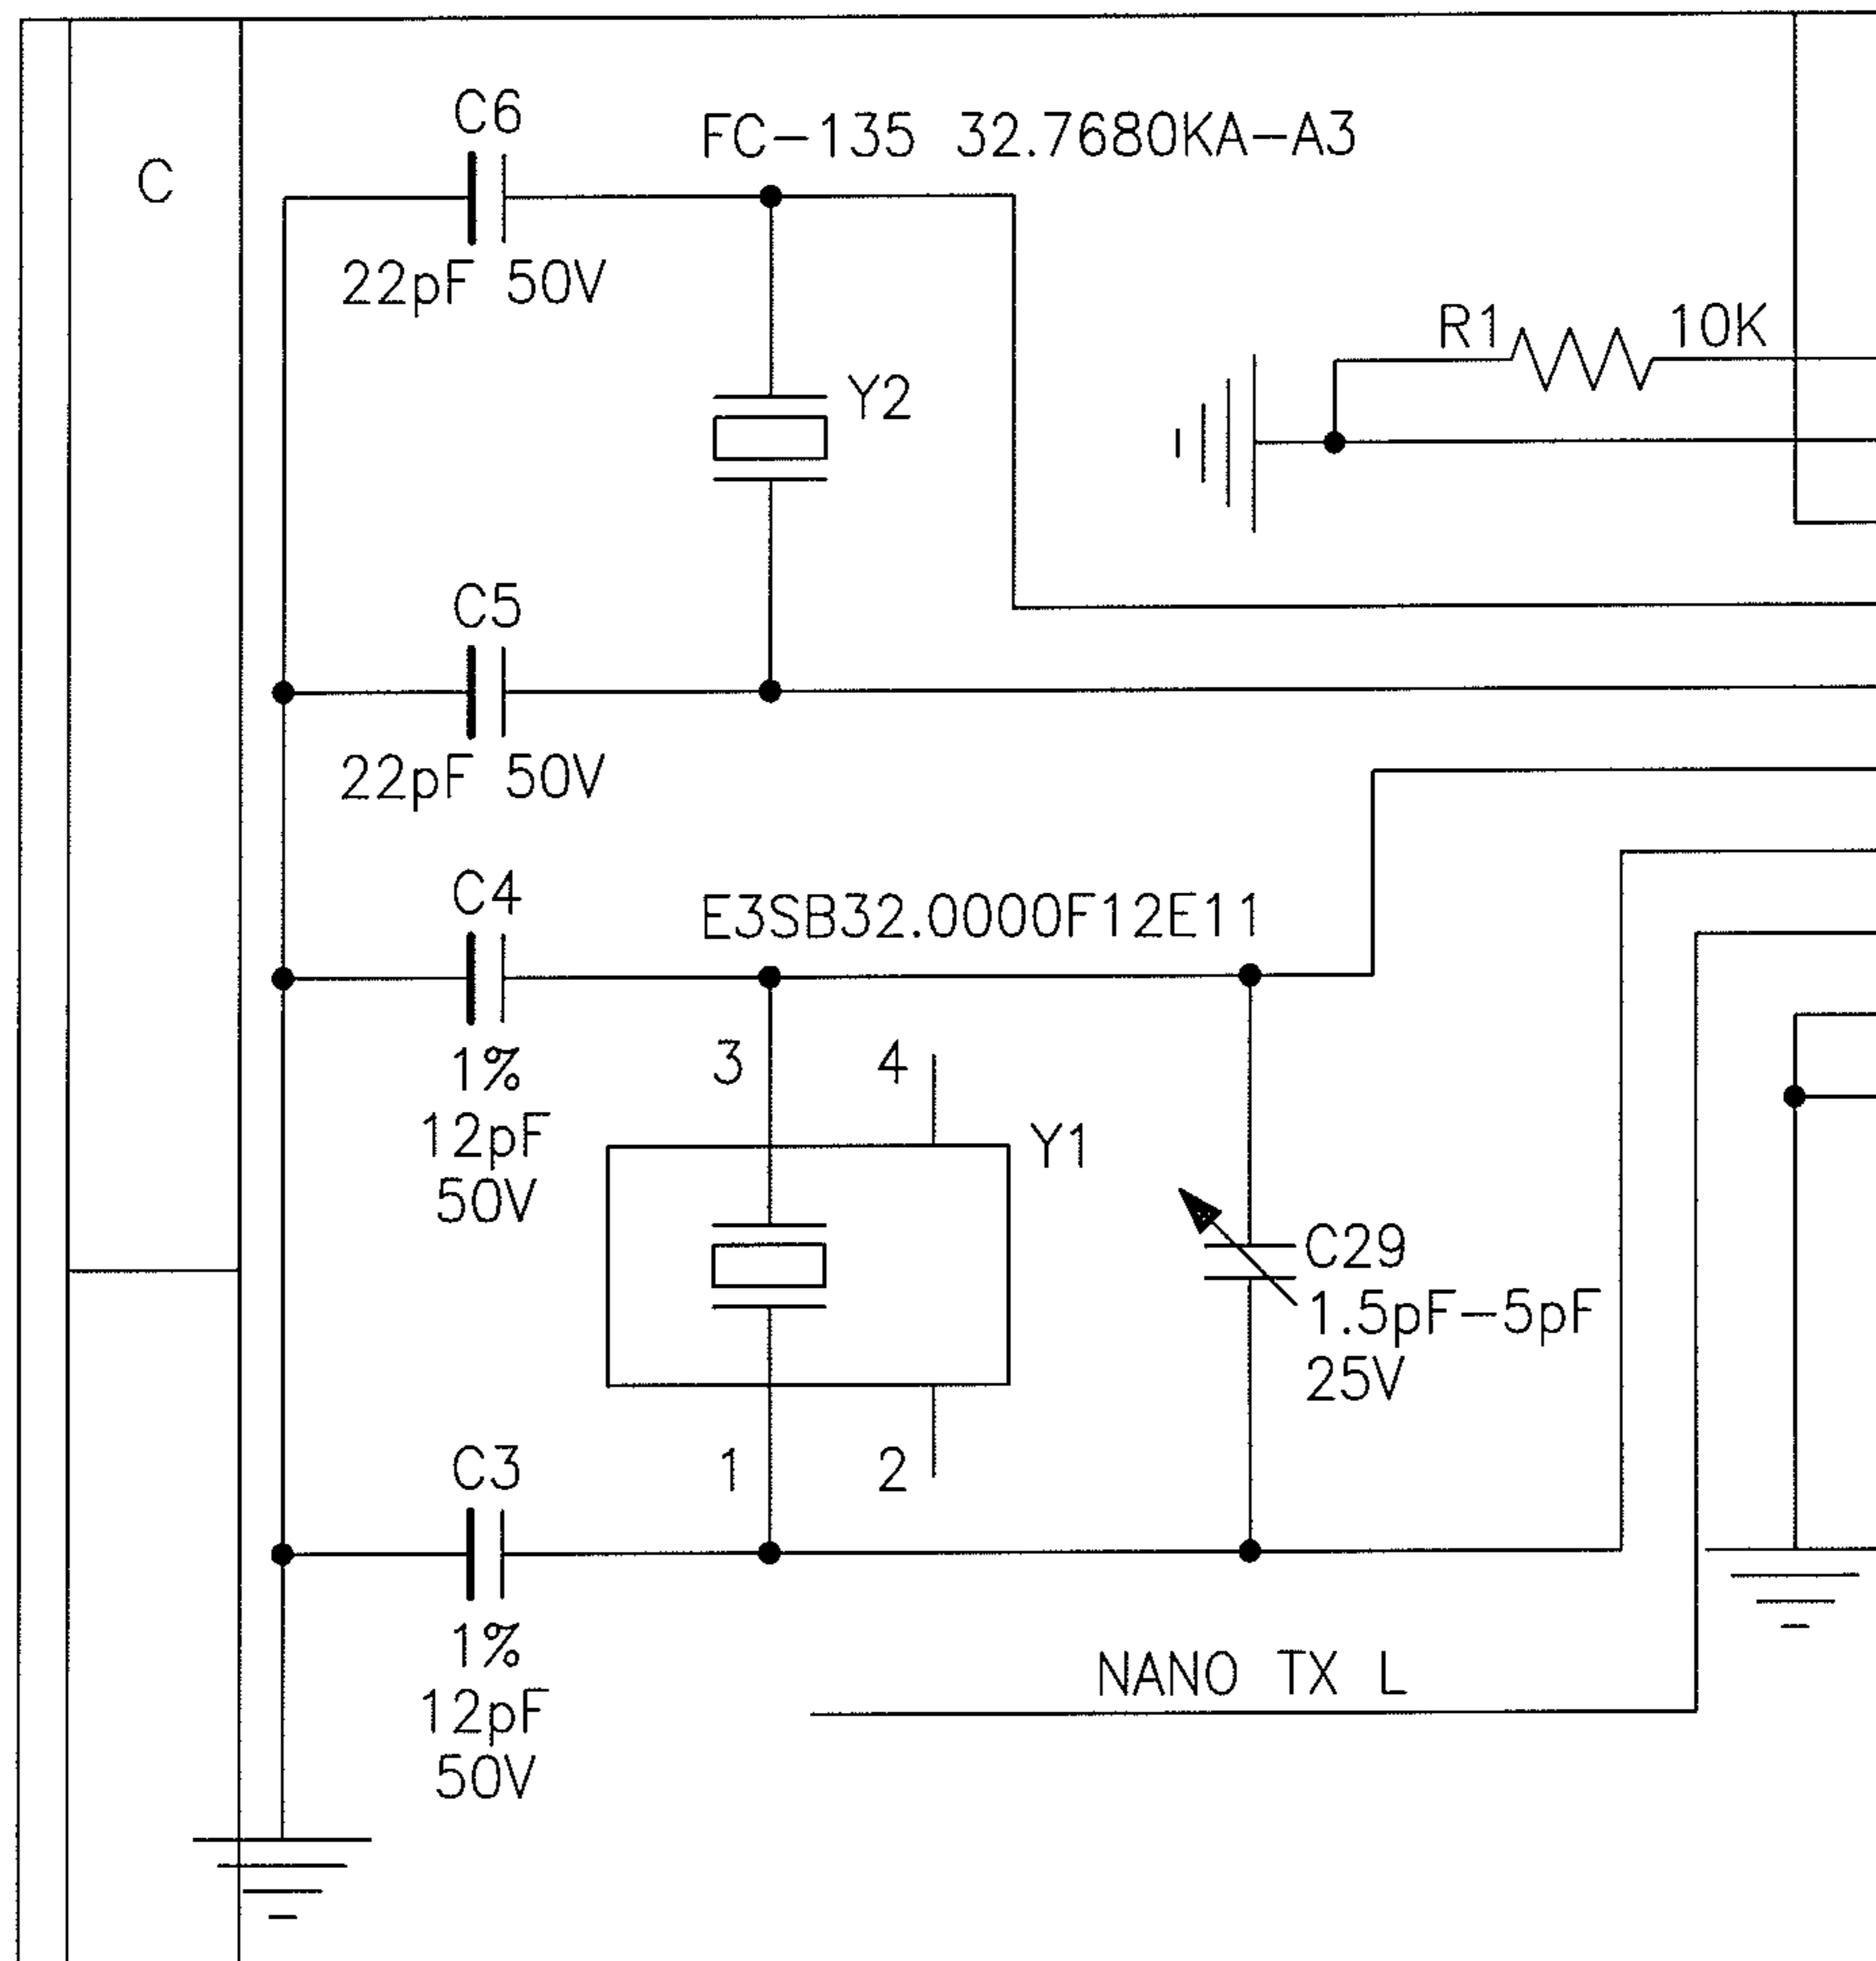 C
C6
FC-135 32.7680KA-A3
22pF 50V
R1
10K
Y2
C5
22pF 50V
C4
E3SB32.0000F12E11
1%
12pF
50V
3
4
Y1
C29
1.5pF-5pF
25V
C3
1
2
1%
12pF
50V
NANO TX L